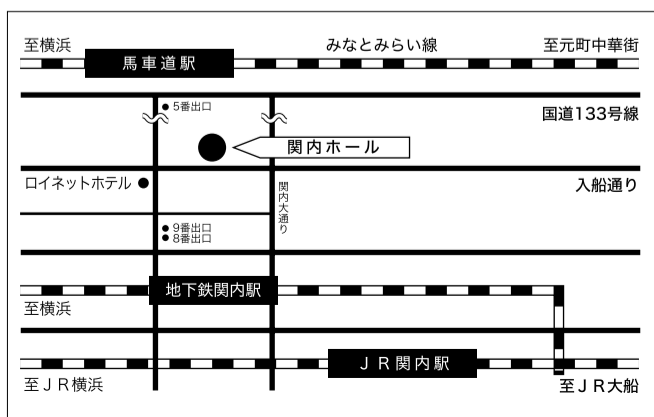 至横浜
みなとみらい線
至元町中華街
馬車道駅
5番出口
国道133号線
関内ホール
ロイネットホテル
関内大通り
入船通り
9番出口
8番出口
地下鉄関内駅
至横浜
JR関内駅
至JR横浜
至JR大船